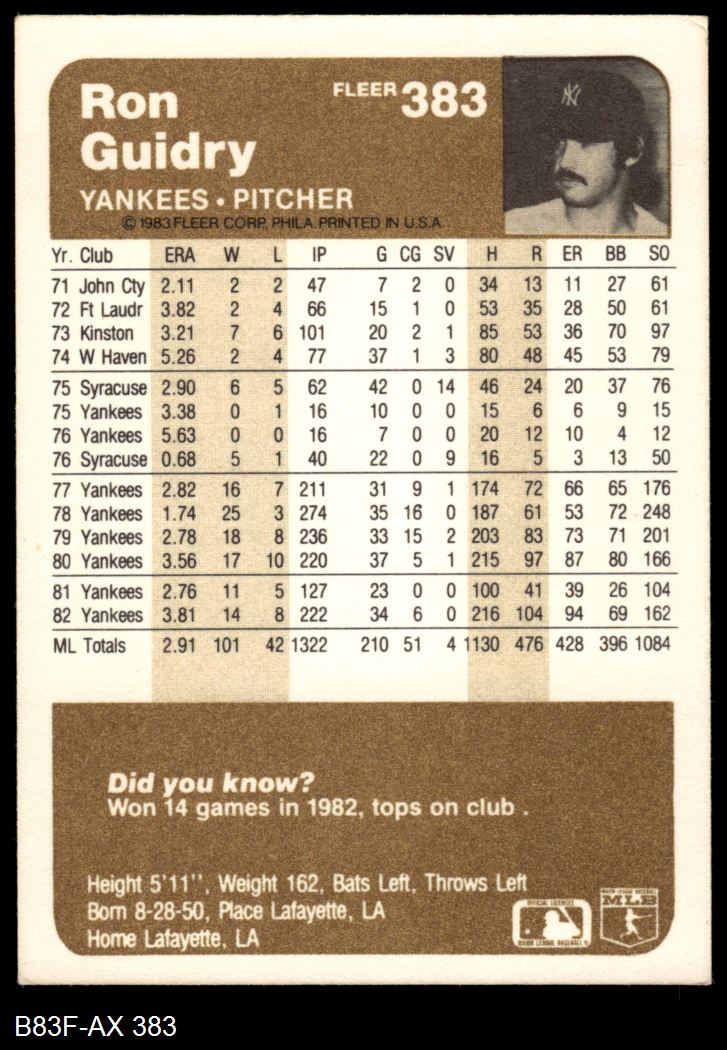 Ron
Guidry
FLEER 383
YANKEES • PITCHER
© 1983 FLEER CORP. PHILA. PRINTED IN U.S.A.
NY
Yr. Club ERA W L IP G CG SV H R ER BB SO
71 John Cty 2.11 2 2 47 7 2 0 34 13 11 27 61
72 Ft Laudr 3.82 2 4 66 15 1 0 53 35 28 50 61
73 Kinston 3.21 7 6 101 20 2 1 85 53 36 70 97
74 W Haven 5.26 2 4 77 37 1 3 80 48 45 53 79
75 Syracuse 2.90 6 5 62 42 0 14 46 24 20 37 76
75 Yankees 3.38 0 1 16 10 0 0 15 6 6 9 15
76 Yankees 5.63 0 0 16 7 0 0 20 12 10 4 12
76 Syracuse 0.68 5 1 40 22 0 9 16 5 3 13 50
77 Yankees 2.82 16 7 211 31 9 1 174 72 66 65 176
78 Yankees 1.74 25 3 274 35 16 0 187 61 53 72 248
79 Yankees 2.78 18 8 236 33 15 2 203 83 73 71 201
80 Yankees 3.56 17 10 220 37 5 1 215 97 87 80 166
81 Yankees 2.76 11 5 127 23 0 0 100 41 39 26 104
82 Yankees 3.81 14 8 222 34 6 0 216 104 94 69 162
ML Totals 2.91 101 42 1322 210 51 4 1130 476 428 396 1084
Did you know?
Won 14 games in 1982, tops on club .
Height 5'11'', Weight 162, Bats Left, Throws Left
Born 8-28-50, Place Lafayette, LA
Home Lafayette, LA
OFFICIAL LICENSEE
MAJOR LEAGUE BASEBALL
MAJOR LEAGUE BASEBALL
MLB
B83F-AX 383